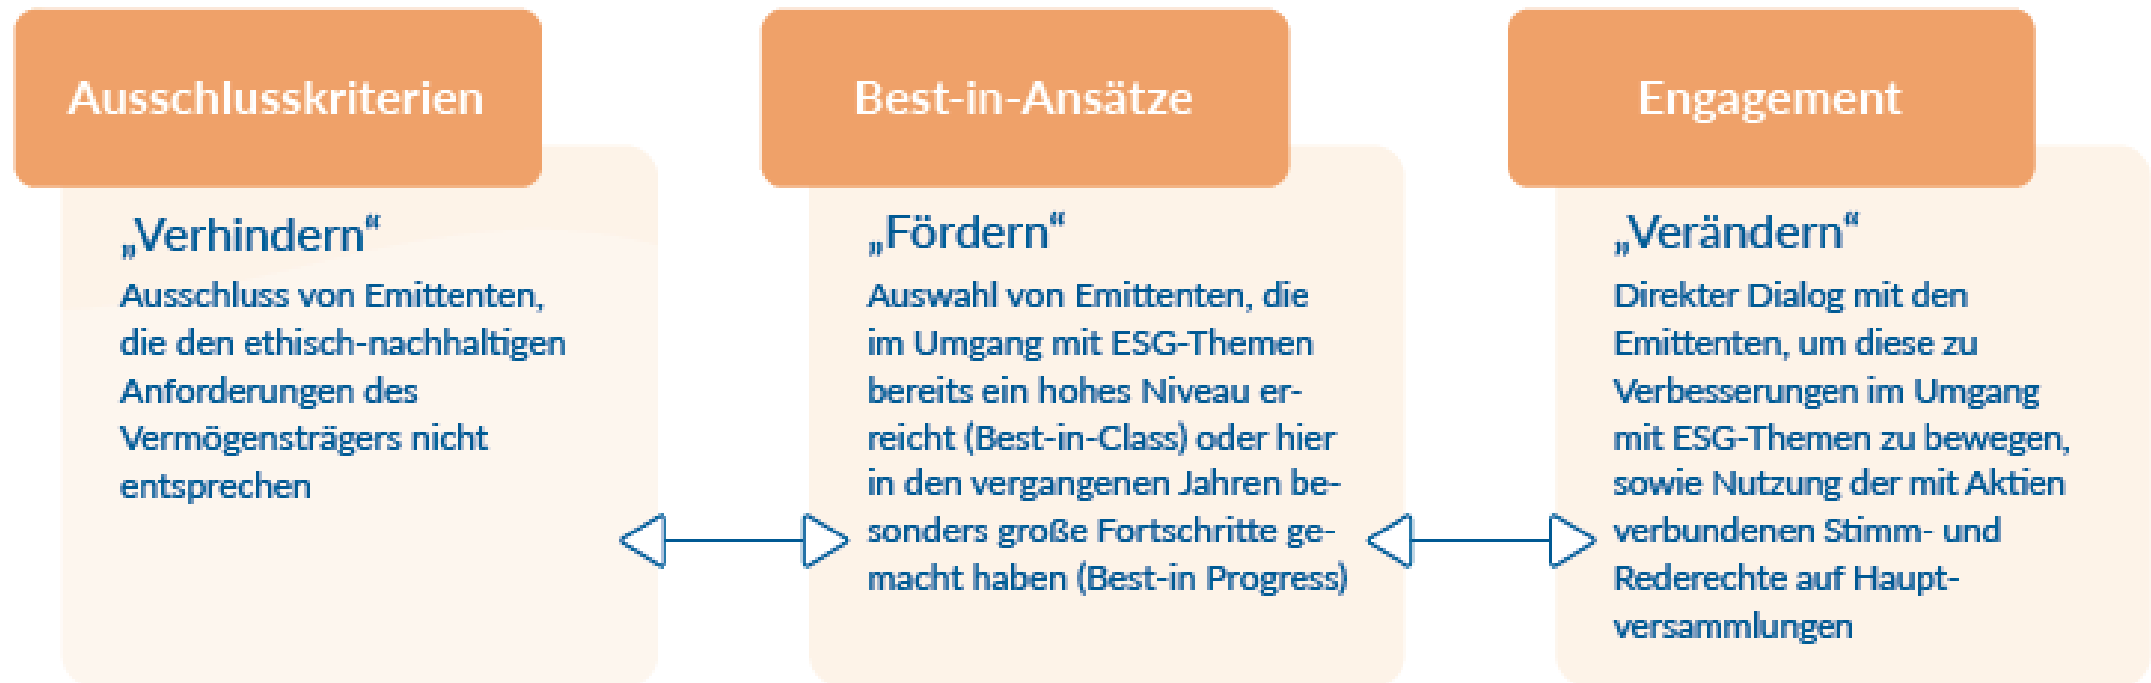 Ausschlusskriterien
„Verhindern“
Ausschluss von Emittenten,
die den ethisch-nachhaltigen
Anforderungen des
Vermögensträgers nicht
entsprechen
Best-in-Ansätze
„Fördern“
Auswahl von Emittenten, die
im Umgang mit ESG-Themen
bereits ein hohes Niveau er-
reicht (Best-in-Class) oder hier
in den vergangenen Jahren be-
sonders große Fortschritte ge-
macht haben (Best-in Progress)
Engagement
„Verändern“
Direkter Dialog mit den
Emittenten, um diese zu
Verbesserungen im Umgang
mit ESG-Themen zu bewegen,
sowie Nutzung der mit Aktien
verbundenen Stimm- und
Rederechte auf Haupt-
versammlungen